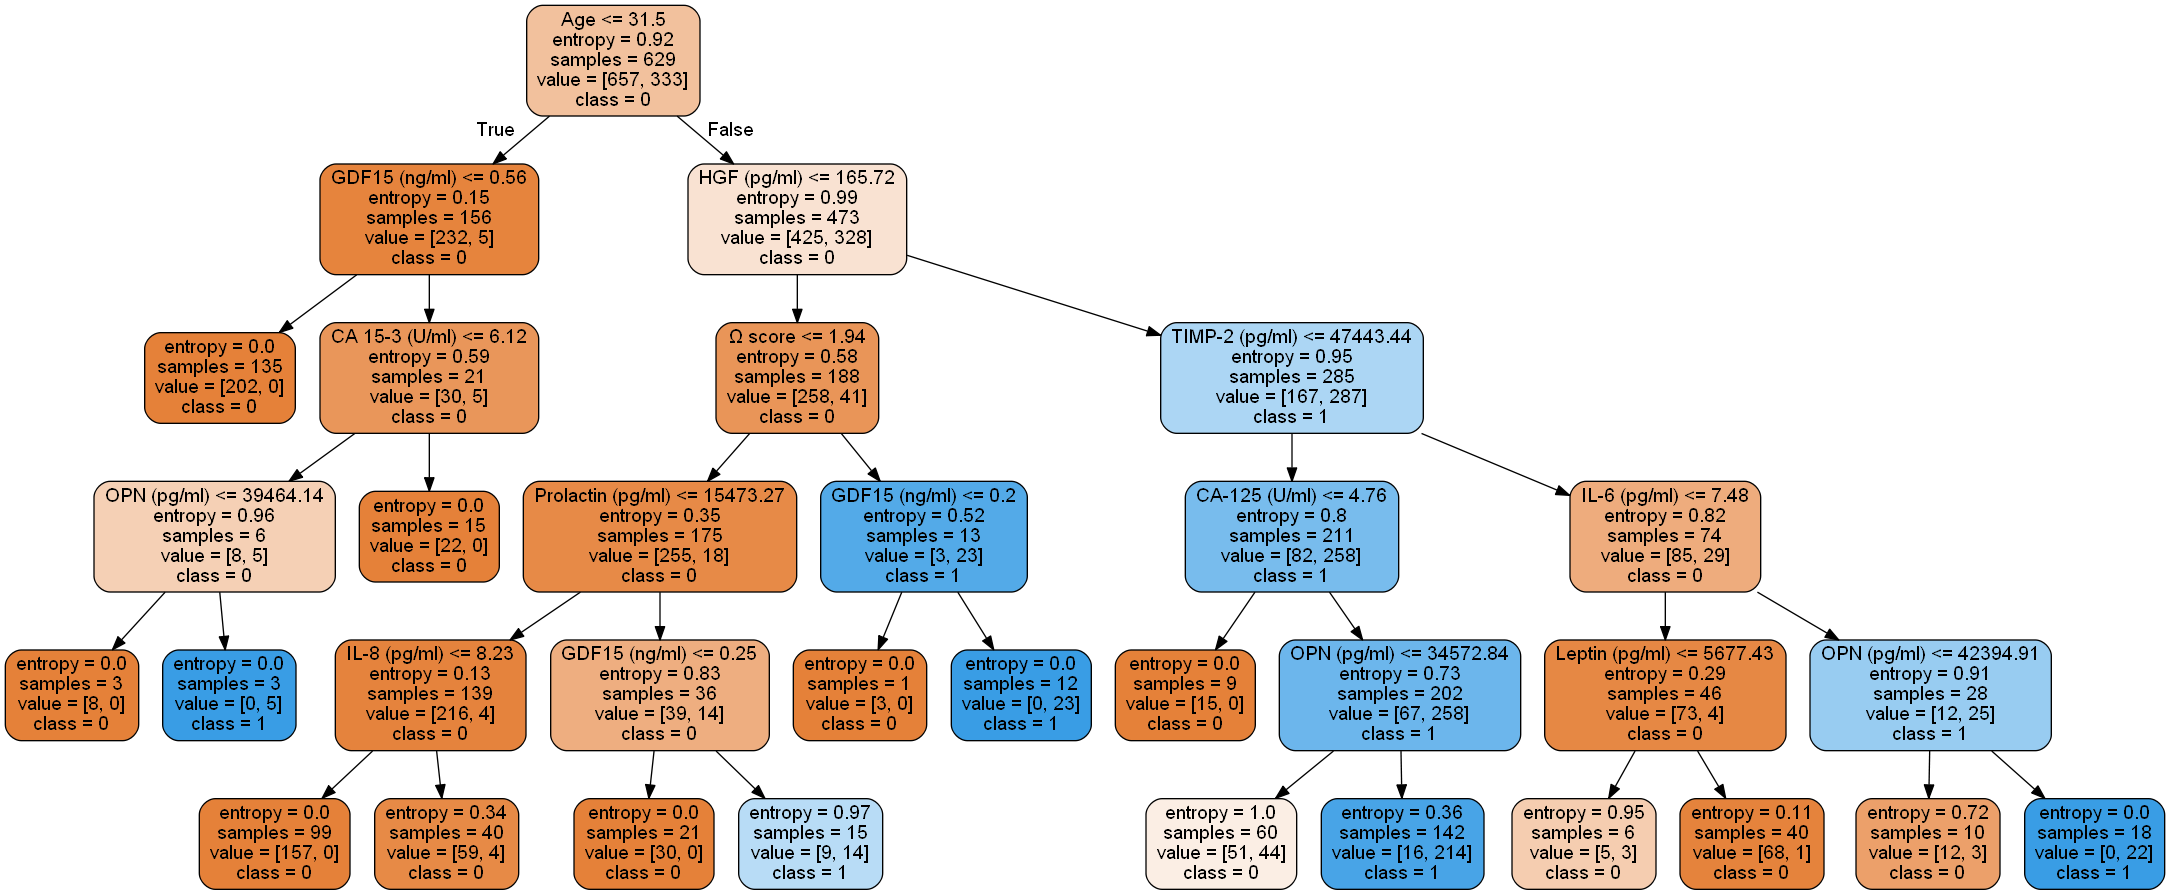 Age <= 31.5
entropy = 0.92
samples = 629
value = [657, 333]
class = 0
True
False
GDF15 (ng/ml) <= 0.56
entropy = 0.15
samples = 156
value = [232, 5]
class = 0
HGF (pg/ml) <= 165.72
entropy = 0.99
samples = 473
value = [425, 328]
class = 0
entropy = 0.0
samples = 135
value = [202, 0]
class = 0
CA 15-3 (U/ml) <= 6.12
entropy = 0.59
samples = 21
value = [30, 5]
class = 0
Ω score <= 1.94
entropy = 0.58
samples = 188
value = [258, 41]
class = 0
TIMP-2 (pg/ml) <= 47443.44
entropy = 0.95
samples = 285
value = [167, 287]
class = 1
OPN (pg/ml) <= 39464.14
entropy = 0.96
samples = 6
value = [8, 5]
class = 0
entropy = 0.0
samples = 15
value = [22, 0]
class = 0
Prolactin (pg/ml) <= 15473.27
entropy = 0.35
samples = 175
value = [255, 18]
class = 0
GDF15 (ng/ml) <= 0.2
entropy = 0.52
samples = 13
value = [3, 23]
class = 1
CA-125 (U/ml) <= 4.76
entropy = 0.8
samples = 211
value = [82, 258]
class = 1
IL-6 (pg/ml) <= 7.48
entropy = 0.82
samples = 74
value = [85, 29]
class = 0
entropy = 0.0
samples = 3
value = [8, 0]
class = 0
entropy = 0.0
samples = 3
value = [0, 5]
class = 1
IL-8 (pg/ml) <= 8.23
entropy = 0.13
samples = 139
value = [216, 4]
class = 0
GDF15 (ng/ml) <= 0.25
entropy = 0.83
samples = 36
value = [39, 14]
class = 0
entropy = 0.0
samples = 1
value = [3, 0]
class = 0
entropy = 0.0
samples = 12
value = [0, 23]
class = 1
entropy = 0.0
samples = 9
value = [15, 0]
class = 0
OPN (pg/ml) <= 34572.84
entropy = 0.73
samples = 202
value = [67, 258]
class = 1
Leptin (pg/ml) <= 5677.43
entropy = 0.29
samples = 46
value = [73, 4]
class = 0
OPN (pg/ml) <= 42394.91
entropy = 0.91
samples = 28
value = [12, 25]
class = 1
entropy = 0.0
samples = 99
value = [157, 0]
class = 0
entropy = 0.34
samples = 40
value = [59, 4]
class = 0
entropy = 0.0
samples = 21
value = [30, 0]
class = 0
entropy = 0.97
samples = 15
value = [9, 14]
class = 1
entropy = 1.0
samples = 60
value = [51, 44]
class = 0
entropy = 0.36
samples = 142
value = [16, 214]
class = 1
entropy = 0.95
samples = 6
value = [5, 3]
class = 0
entropy = 0.11
samples = 40
value = [68, 1]
class = 0
entropy = 0.72
samples = 10
value = [12, 3]
class = 0
entropy = 0.0
samples = 18
value = [0, 22]
class = 1